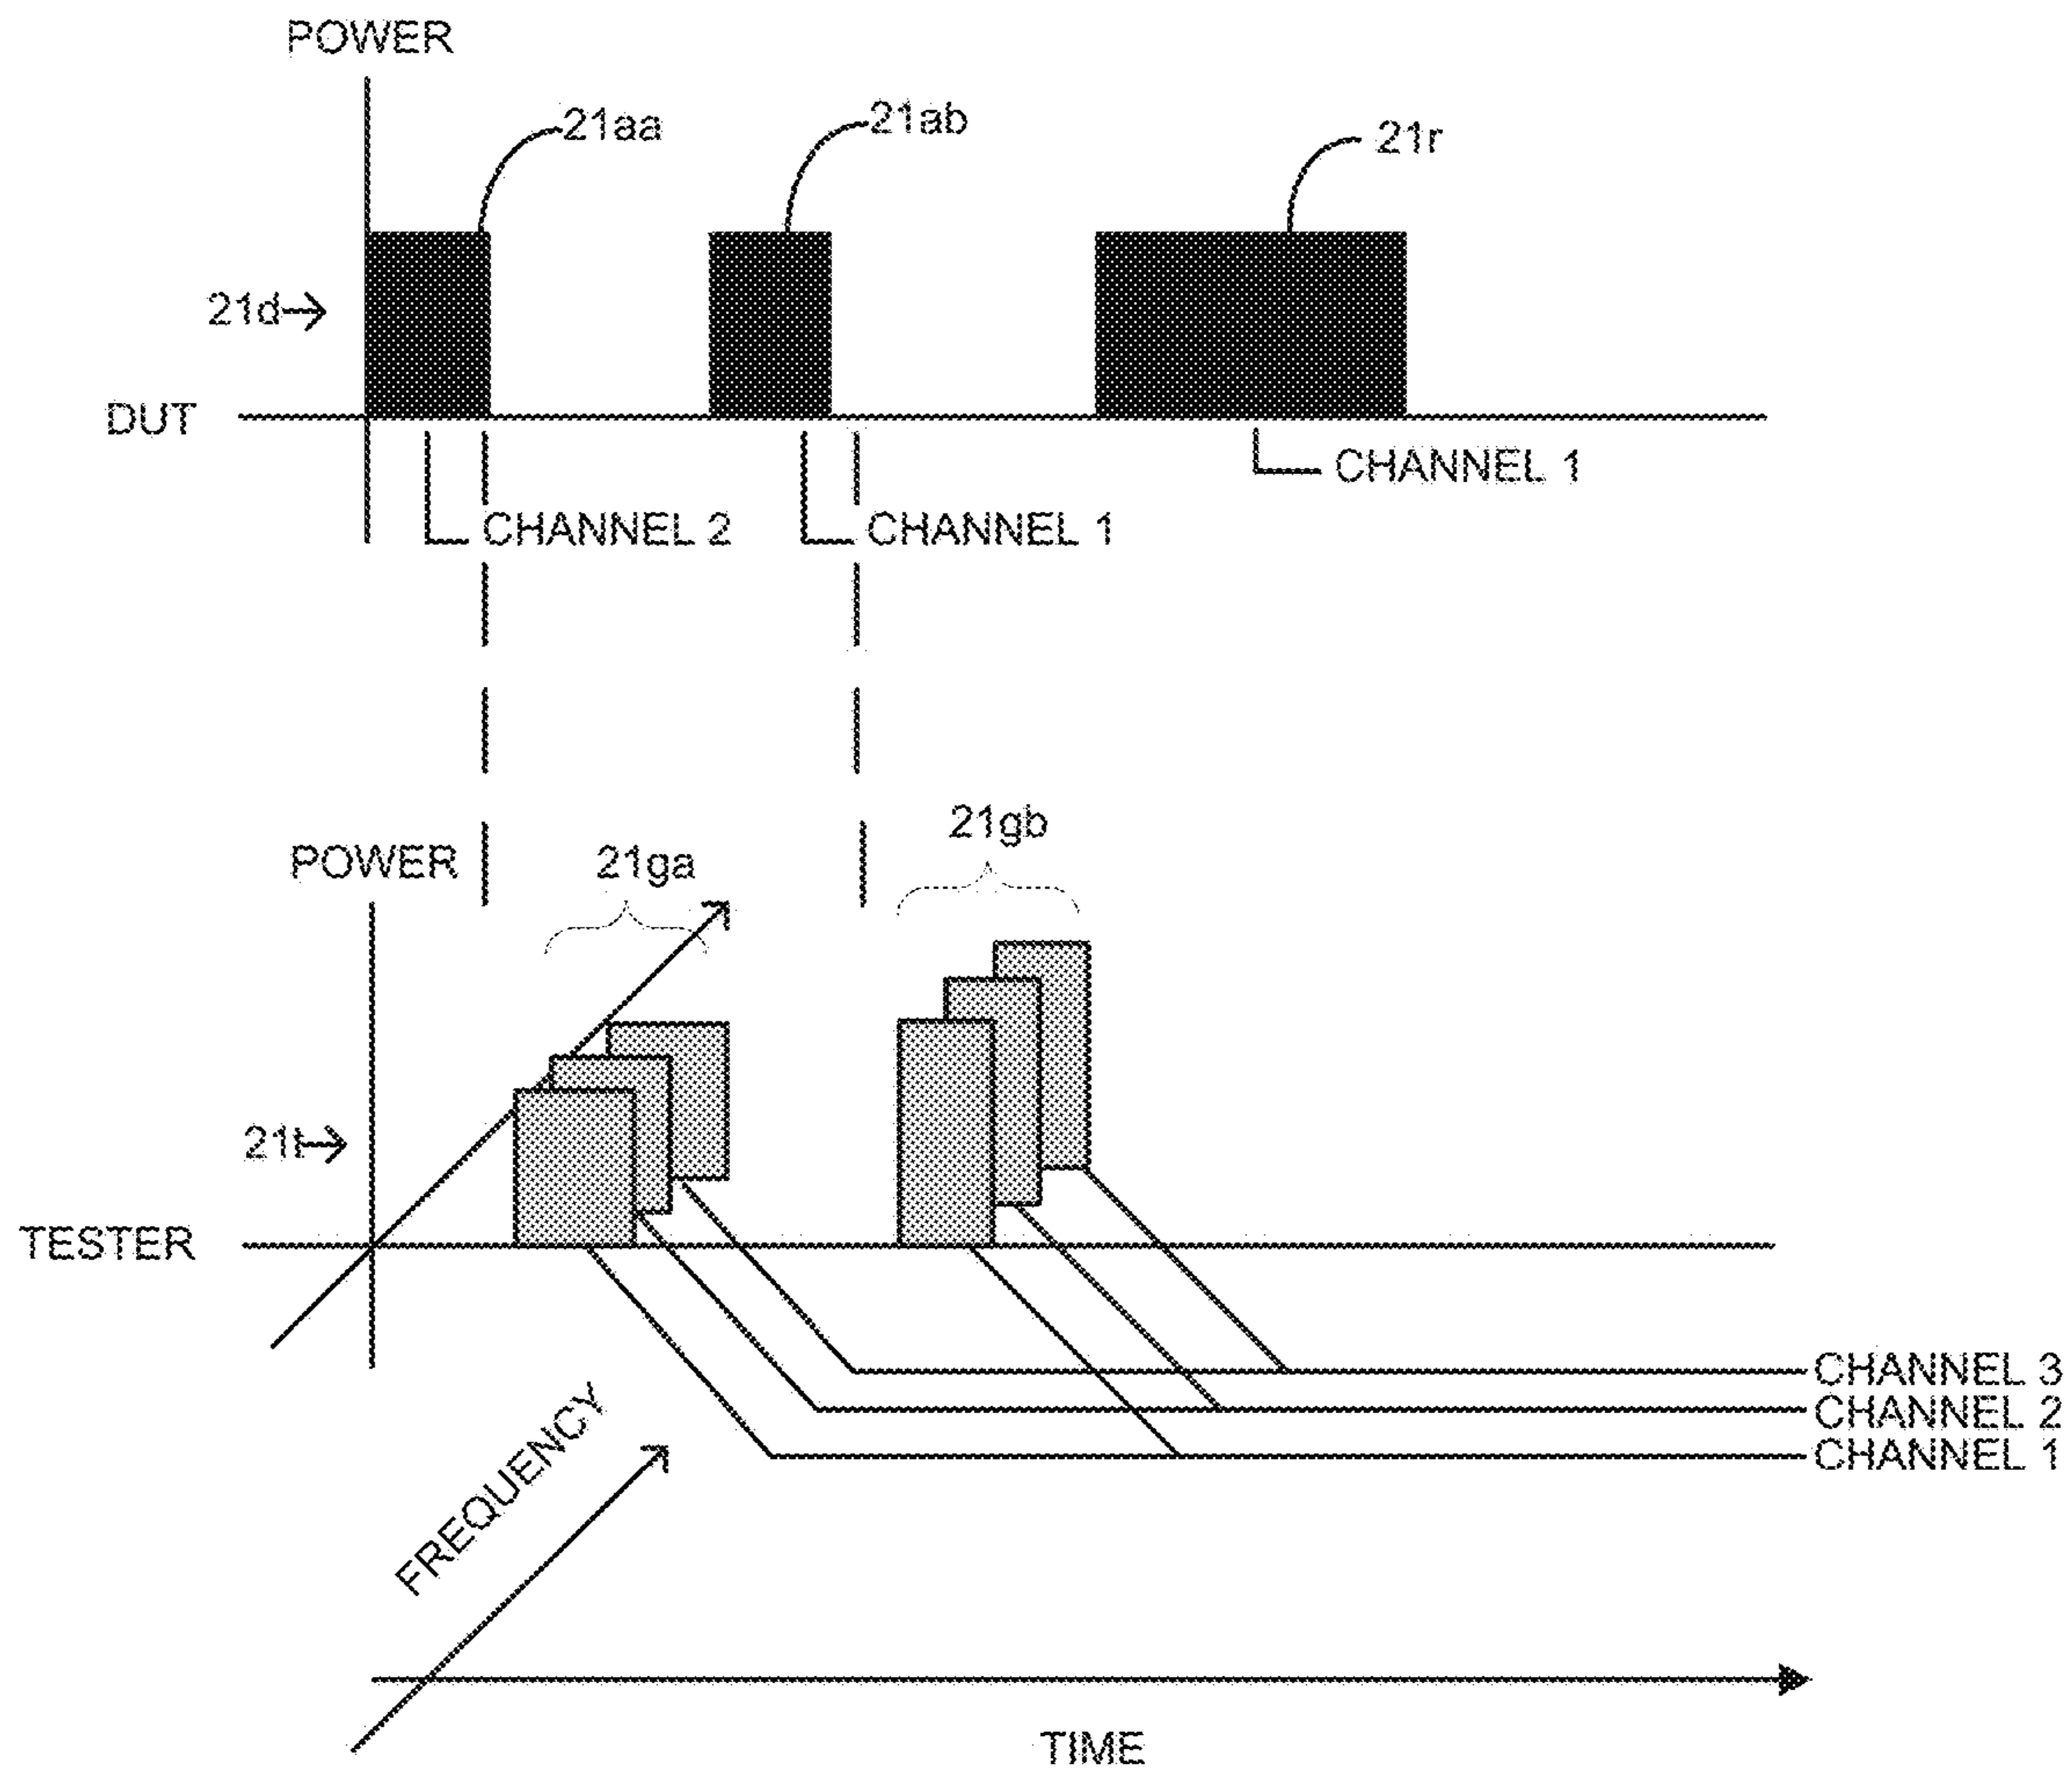 POWER
21aa
21ab
21r
21d
DUT
CHANNEL 1
CHANNEL 2
CHANNEL 1
21gb
POWER
21ga
21t
TESTER
CHANNEL 3
CHANNEL 2
CHANNEL 1
FREQUENCY
TIME